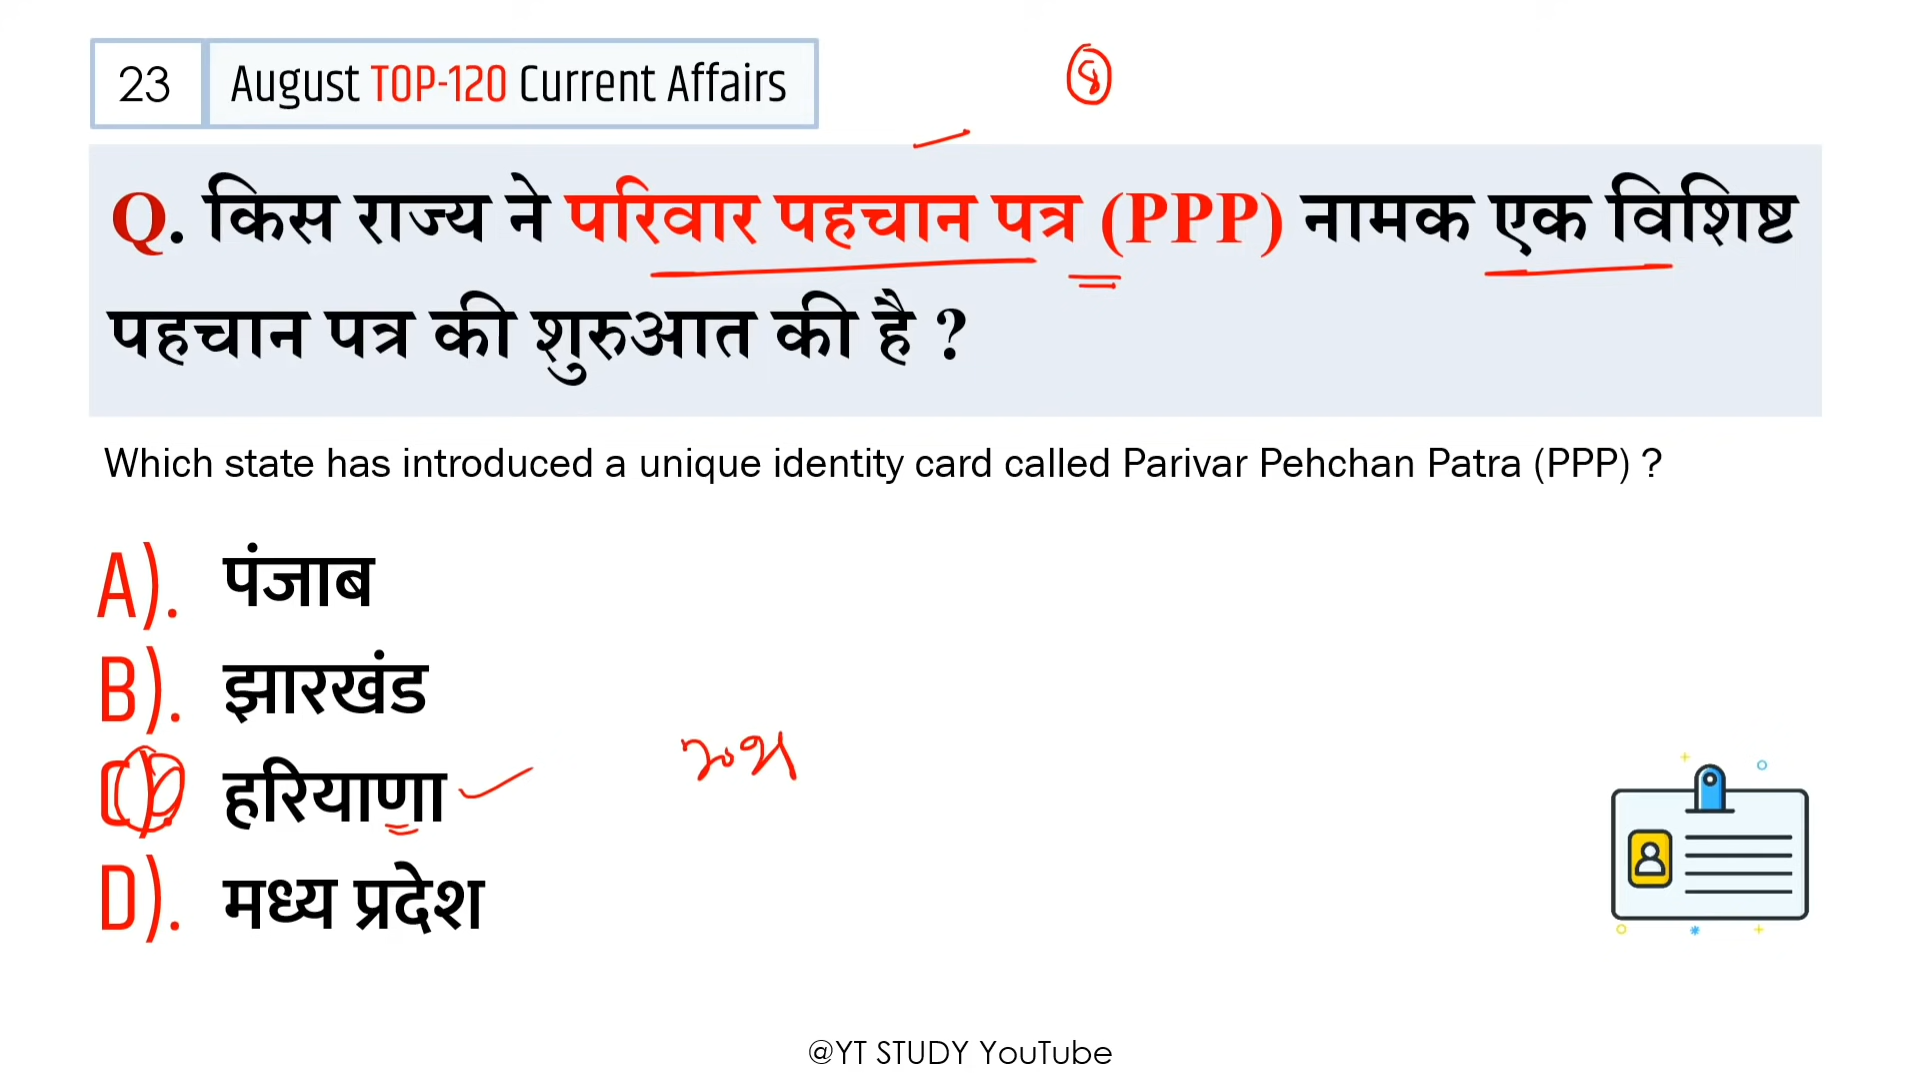 23 August TOP-120 Current Affairs
Q. किस राज्य ने परिवार पहचान पत्र (PPP) नामक एक विशिष्ट
पहचान पत्र की शुरुआत की है ?
Which state has introduced a unique identity card called Parivar Pehchan Patra (PPP) ?
A). पंजाब
B). झारखंड
C). हरियाणा
D). मध्य प्रदेश
@YT STUDY YouTube